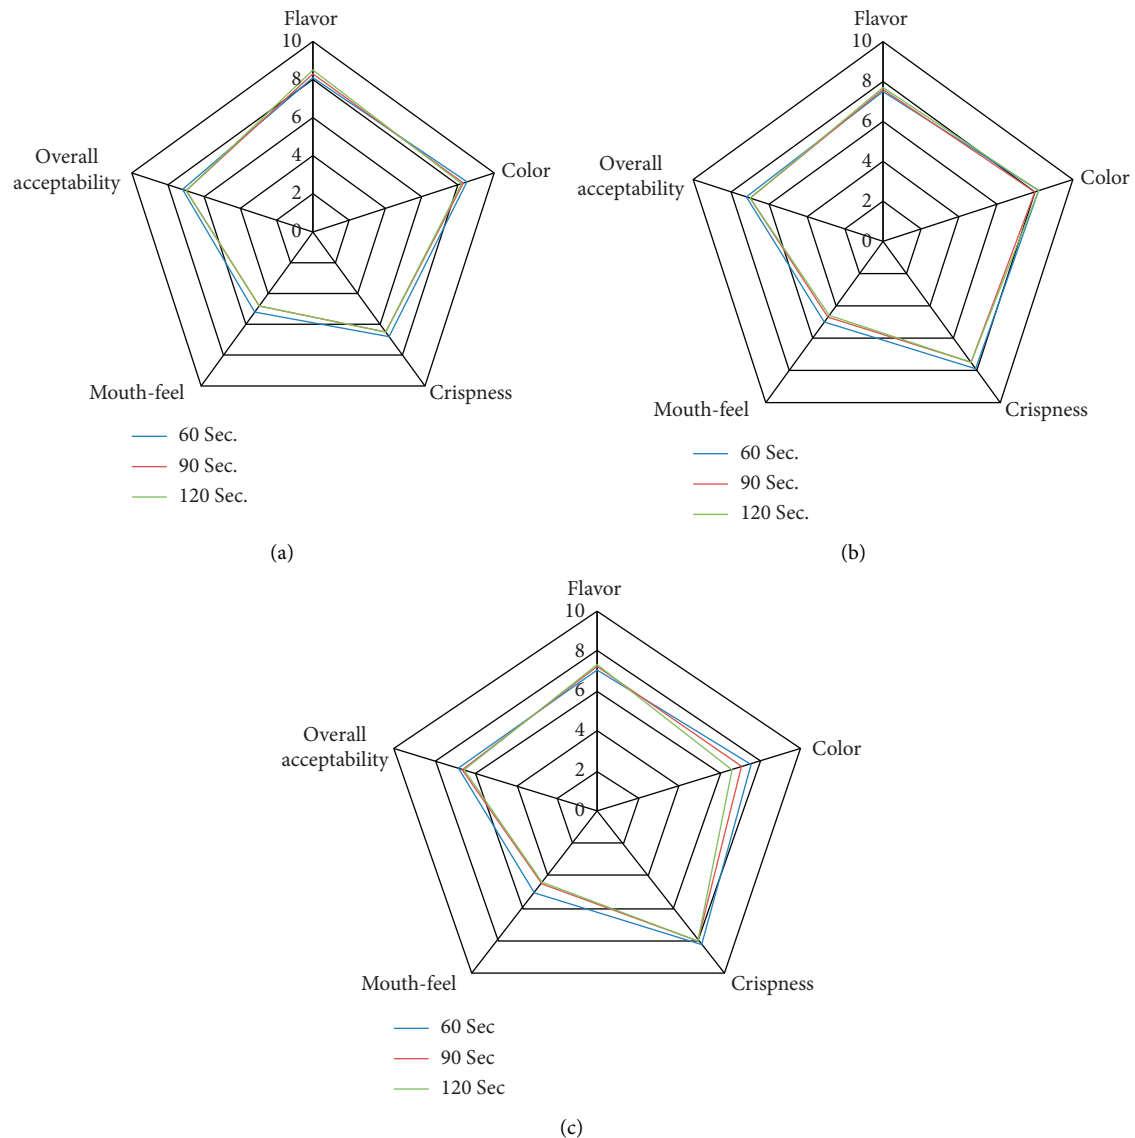 Flavor
10
8
6
4
2
0
Color
Crispness
Mouth-feel
Overall
acceptability
60 Sec.
90 Sec.
120 Sec.
(a)
Flavor
10
8
6
4
2
0
Color
Crispness
Mouth-feel
Overall
acceptability
60 Sec.
90 Sec.
120 Sec.
(b)
Flavor
10
8
6
4
2
0
Color
Crispness
Mouth-feel
Overall
acceptability
60 Sec
90 Sec
120 Sec
(c)